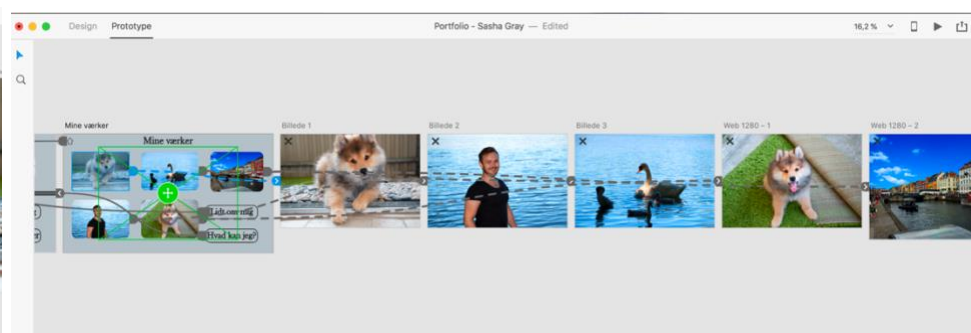 Design Prototype Portfolio - Sasha Gray — Edited 16,2 %
Mine værker Billede 1 Billede 2 Billede 3 Web 1280 – 1 Web 1280 – 2
Mine værker
Lidt om mig
Hvad kan jeg?